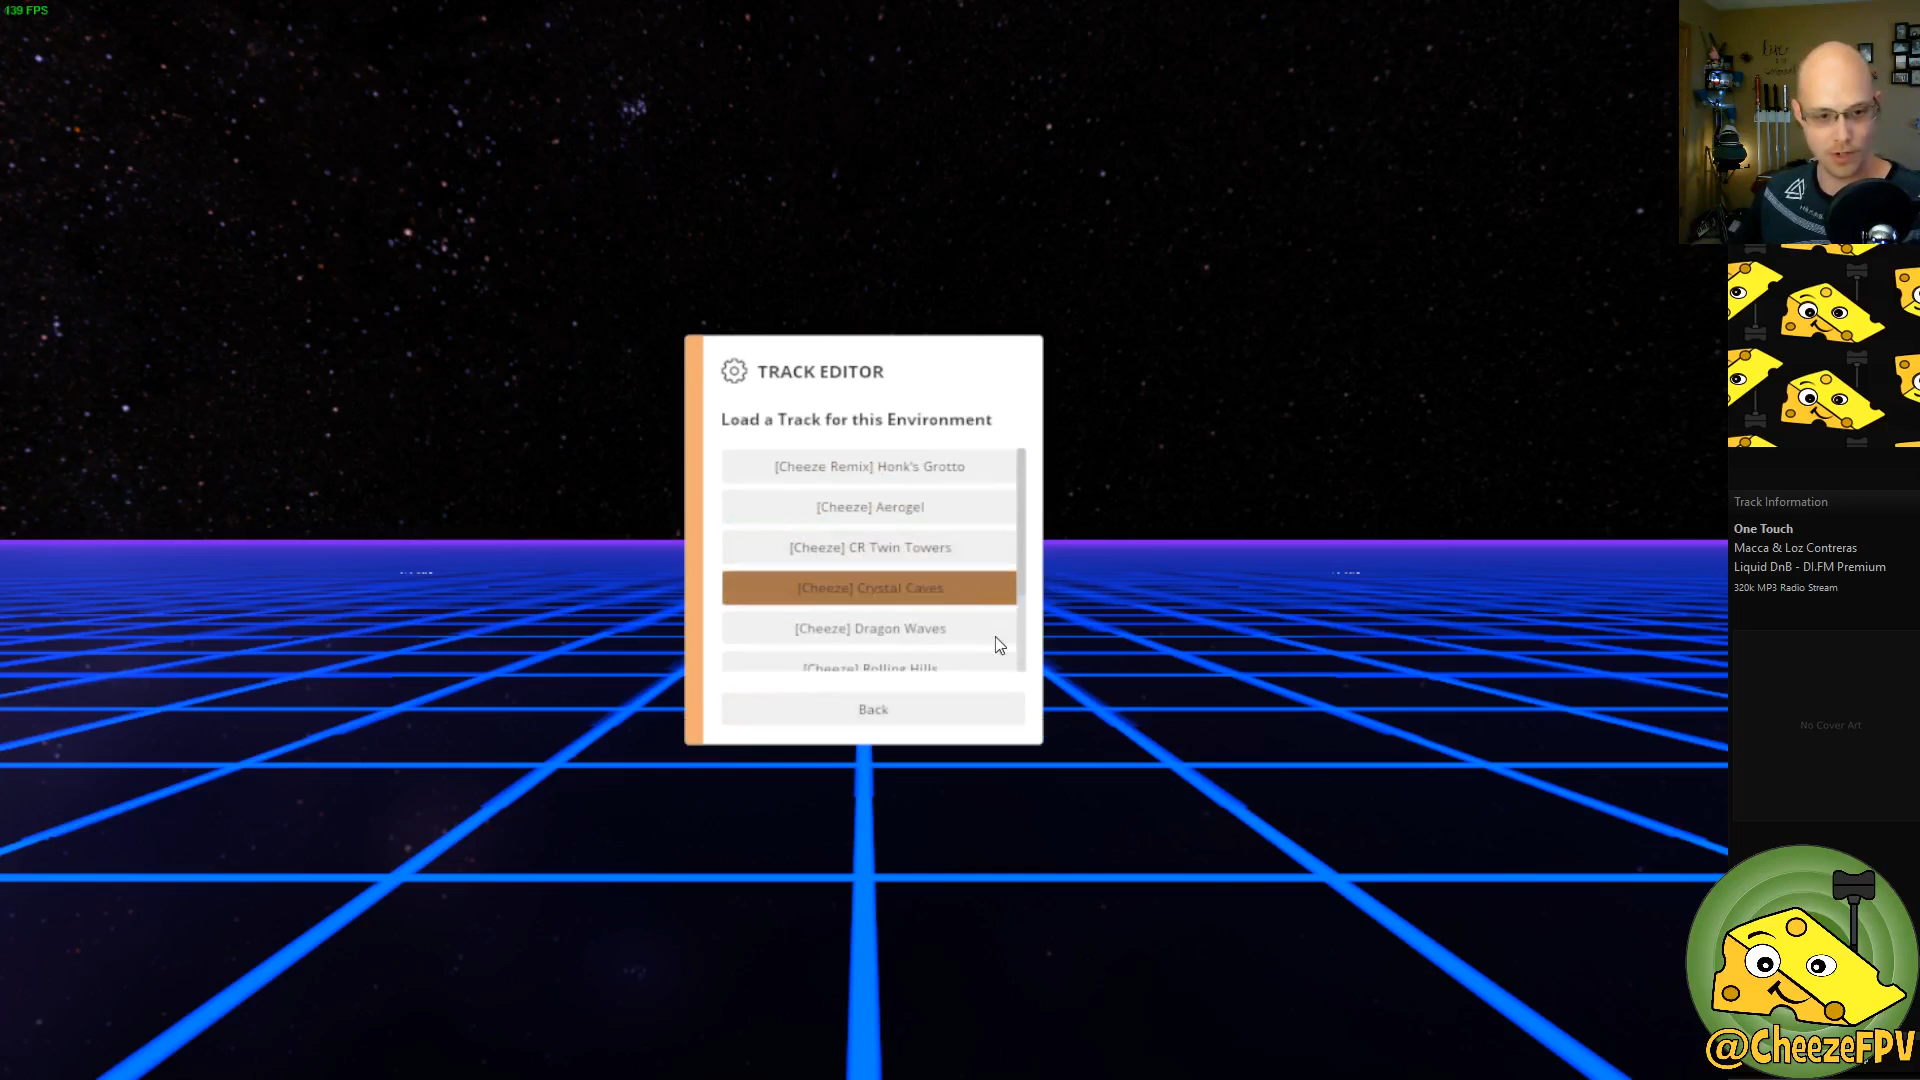 139 FPS
TRACK EDITOR
Load a Track for this Environment
[Cheeze Remix] Honk's Grotto
[Cheeze] Aerogel
[Cheeze] CR Twin Towers
[Cheeze] Crystal Caves
[Cheeze] Dragon Waves
[Cheeze] Rolling Hills
Back
Track Information
One Touch
Macca & Loz Contreras
Liquid DnB - DI.FM Premium
320k MP3 Radio Stream
No Cover Art
@CheezeFPV